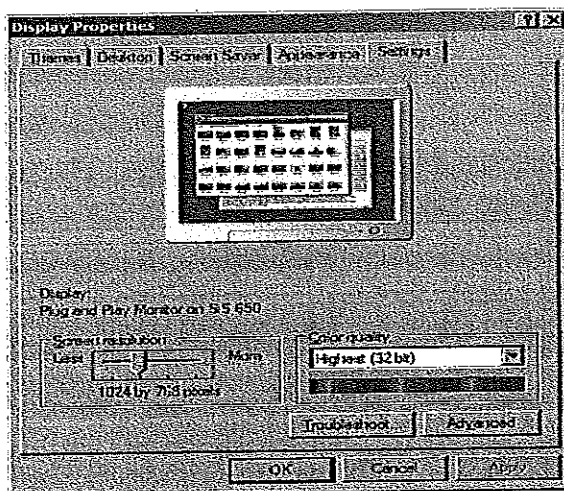 Display Properties
Themes Desktop Screen Saver Appearance Settings
Display:
Plug and Play Monitor on SiS 650
Screen resolution
Color quality
Less More
Highest (32 bit)
1024 by 768 pixels
Troubleshoot... Advanced
OK Cancel Apply